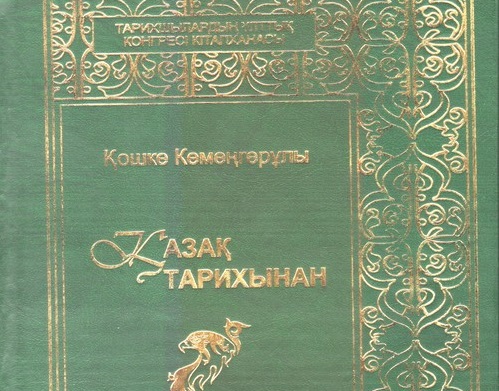 ТАРИХШЫЛАРДЫҢ ҰЛТТЫҚ
КОНГРЕСІ КІТАПХАНАСЫ
Қошке Кемеңгерұлы
ҚАЗАҚ
ТАРИХЫНАН